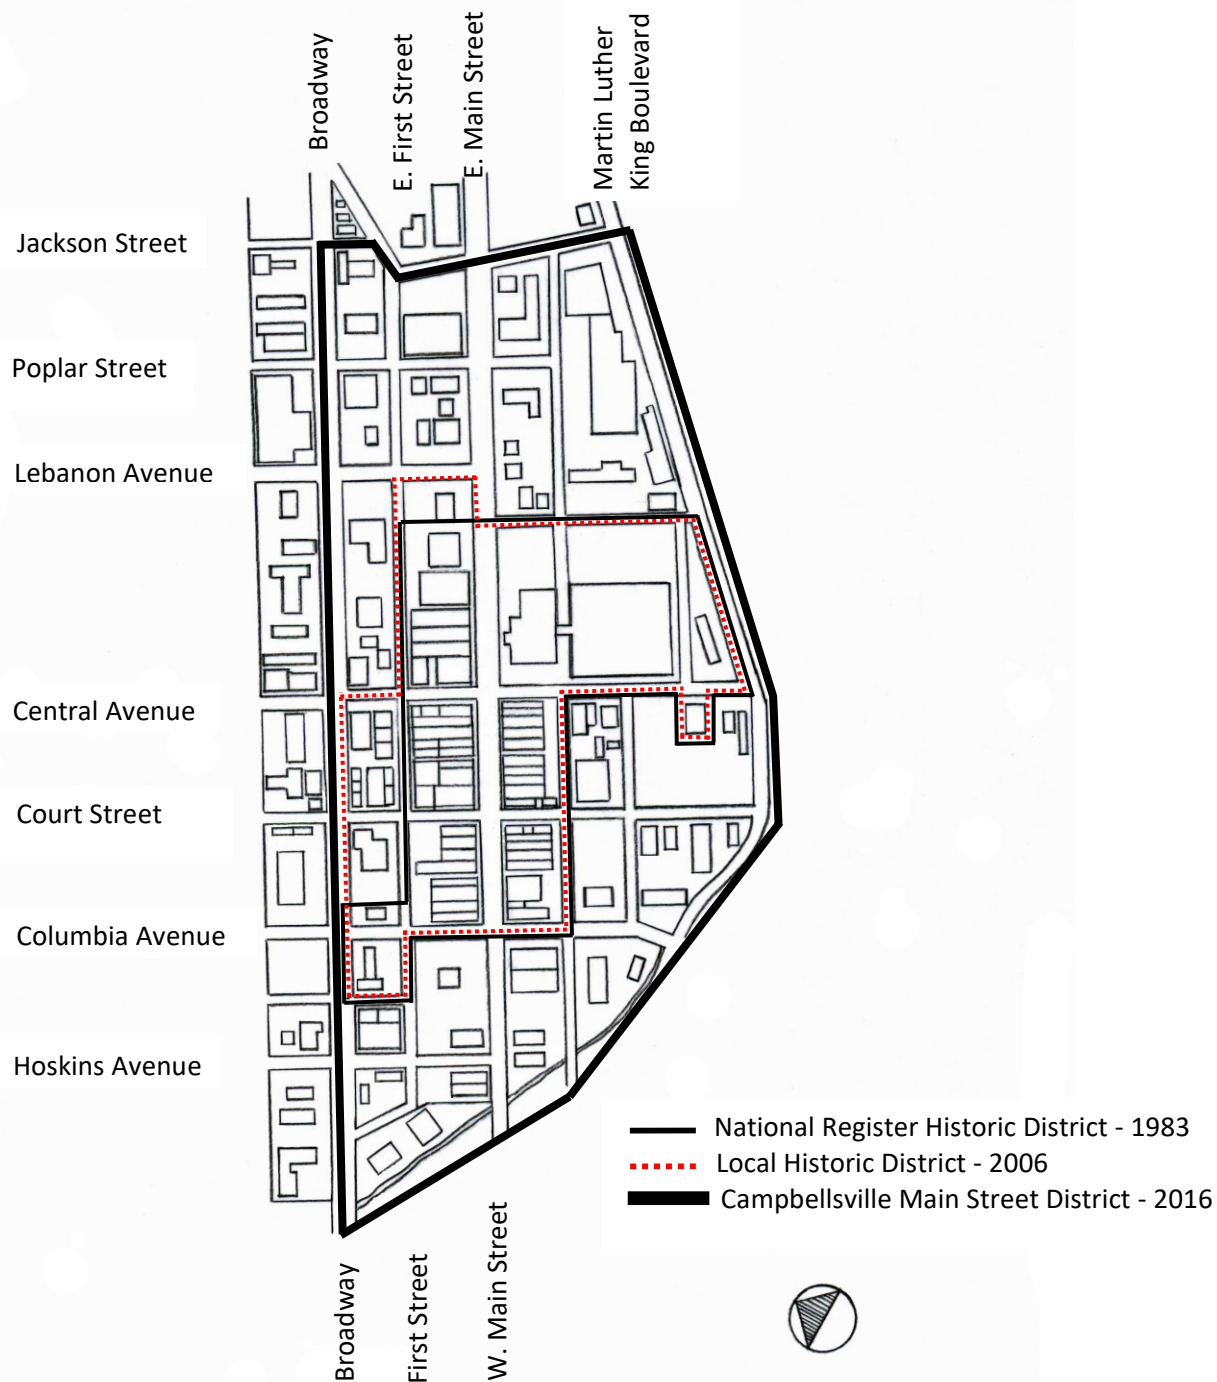 Broadway
E. First Street
E. Main Street
Martin Luther
King Boulevard
Jackson Street
Poplar Street
Lebanon Avenue
Central Avenue
Court Street
Columbia Avenue
Hoskins Avenue
National Register Historic District - 1983
Local Historic District - 2006
Campbellsville Main Street District - 2016
Broadway
First Street
W. Main Street